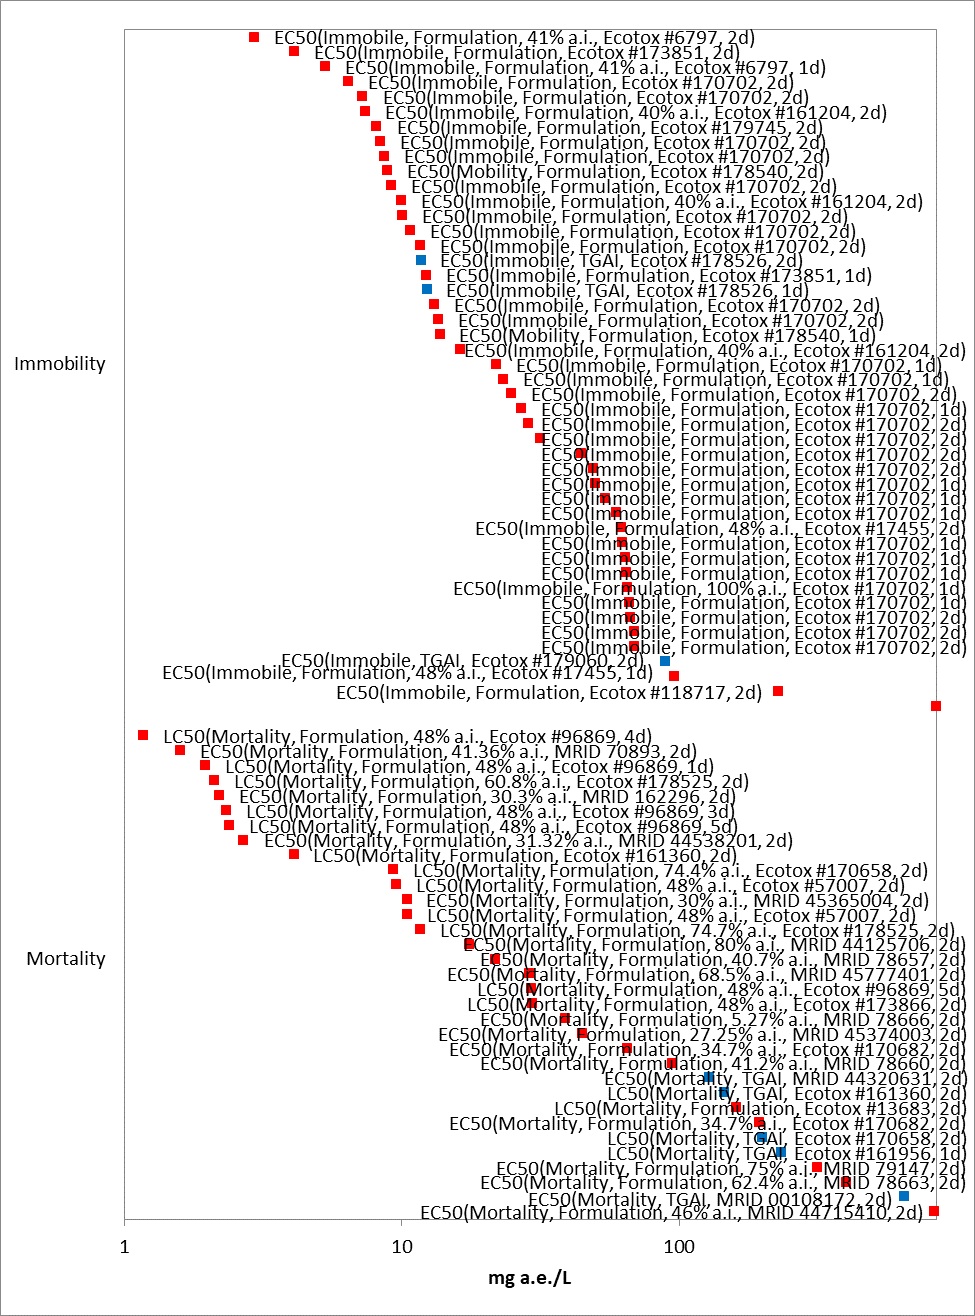 EC50(Immobile, Formulation, 41% a.i., Ecotox #6797, 2d)
EC50(Immobile, Formulation, Ecotox #173851, 2d)
EC50(Immobile, Formulation, 41% a.i., Ecotox #6797, 1d)
EC50(Immobile, Formulation, Ecotox #170702, 2d)
EC50(Immobile, Formulation, Ecotox #170702, 2d)
EC50(Immobile, Formulation, 40% a.i., Ecotox #161204, 2d)
EC50(Immobile, Formulation, Ecotox #179745, 2d)
EC50(Immobile, Formulation, Ecotox #170702, 2d)
EC50(Immobile, Formulation, Ecotox #170702, 2d)
EC50(Mobility, Formulation, Ecotox #178540, 2d)
EC50(Immobile, Formulation, Ecotox #170702, 2d)
EC50(Immobile, Formulation, 40% a.i., Ecotox #161204, 2d)
EC50(Immobile, Formulation, Ecotox #170702, 2d)
EC50(Immobile, Formulation, Ecotox #170702, 2d)
EC50(Immobile, Formulation, Ecotox #170702, 2d)
EC50(Immobile, TGAI, Ecotox #178526, 2d)
EC50(Immobile, Formulation, Ecotox #173851, 1d)
EC50(Immobile, TGAI, Ecotox #178526, 1d)
EC50(Immobile, Formulation, Ecotox #170702, 2d)
EC50(Immobile, Formulation, Ecotox #170702, 2d)
EC50(Mobility, Formulation, Ecotox #178540, 1d)
EC50(Immobile, Formulation, 40% a.i., Ecotox #161204, 2d)
Immobility
EC50(Immobile, Formulation, Ecotox #170702, 1d)
EC50(Immobile, Formulation, Ecotox #170702, 1d)
EC50(Immobile, Formulation, Ecotox #170702, 2d)
EC50(Immobile, Formulation, Ecotox #170702, 1d)
EC50(Immobile, Formulation, Ecotox #170702, 2d)
EC50(Immobile, Formulation, Ecotox #170702, 2d)
EC50(Immobile, Formulation, Ecotox #170702, 2d)
EC50(Immobile, Formulation, Ecotox #170702, 2d)
EC50(Immobile, Formulation, Ecotox #170702, 1d)
EC50(Immobile, Formulation, Ecotox #170702, 1d)
EC50(Immobile, Formulation, Ecotox #170702, 1d)
EC50(Immobile, Formulation, 48% a.i., Ecotox #17455, 2d)
EC50(Immobile, Formulation, Ecotox #170702, 1d)
EC50(Immobile, Formulation, Ecotox #170702, 1d)
EC50(Immobile, Formulation, Ecotox #170702, 1d)
EC50(Immobile, Formulation, 100% a.i., Ecotox #170702, 1d)
EC50(Immobile, Formulation, Ecotox #170702, 1d)
EC50(Immobile, Formulation, Ecotox #170702, 2d)
EC50(Immobile, Formulation, Ecotox #170702, 2d)
EC50(Immobile, Formulation, Ecotox #170702, 2d)
EC50(Immobile, TGAI, Ecotox #179060, 2d)
EC50(Immobile, Formulation, 48% a.i., Ecotox #17455, 1d)
EC50(Immobile, Formulation, Ecotox #118717, 2d)
LC50(Mortality, Formulation, 48% a.i., Ecotox #96869, 4d)
EC50(Mortality, Formulation, 41.36% a.i., MRID 70893, 2d)
LC50(Mortality, Formulation, 48% a.i., Ecotox #96869, 1d)
LC50(Mortality, Formulation, 60.8% a.i., Ecotox #178525, 2d)
EC50(Mortality, Formulation, 30.3% a.i., MRID 162296, 2d)
LC50(Mortality, Formulation, 48% a.i., Ecotox #96869, 3d)
LC50(Mortality, Formulation, 48% a.i., Ecotox #96869, 5d)
EC50(Mortality, Formulation, 31.32% a.i., MRID 44538201, 2d)
LC50(Mortality, Formulation, Ecotox #161360, 2d)
LC50(Mortality, Formulation, 74.4% a.i., Ecotox #170658, 2d)
LC50(Mortality, Formulation, 48% a.i., Ecotox #57007, 2d)
EC50(Mortality, Formulation, 30% a.i., MRID 45365004, 2d)
LC50(Mortality, Formulation, 48% a.i., Ecotox #57007, 2d)
LC50(Mortality, Formulation, 74.7% a.i., Ecotox #178525, 2d)
EC50(Mortality, Formulation, 80% a.i., MRID 44125706, 2d)
Mortality
EC50(Mortality, Formulation, 40.7% a.i., MRID 78657, 2d)
EC50(Mortality, Formulation, 68.5% a.i., MRID 45777401, 2d)
LC50(Mortality, Formulation, 48% a.i., Ecotox #96869, 5d)
LC50(Mortality, Formulation, 48% a.i., Ecotox #173866, 2d)
EC50(Mortality, Formulation, 5.27% a.i., MRID 78666, 2d)
EC50(Mortality, Formulation, 27.25% a.i., MRID 45374003, 2d)
EC50(Mortality, Formulation, 34.7% a.i., Ecotox #170682, 2d)
EC50(Mortality, Formulation, 41.2% a.i., MRID 78660, 2d)
EC50(Mortality, TGAI, MRID 44320631, 2d)
LC50(Mortality, TGAI, Ecotox #161360, 2d)
LC50(Mortality, Formulation, Ecotox #13683, 2d)
EC50(Mortality, Formulation, 34.7% a.i., Ecotox #170682, 2d)
LC50(Mortality, TGAI, Ecotox #170658, 2d)
LC50(Mortality, TGAI, Ecotox #161956, 1d)
EC50(Mortality, Formulation, 75% a.i., MRID 79147, 2d)
EC50(Mortality, Formulation, 62.4% a.i., MRID 78663, 2d)
EC50(Mortality, TGAI, MRID 00108172, 2d)
EC50(Mortality, Formulation, 46% a.i., MRID 44715410, 2d)
1 10 100
mg a.e./L